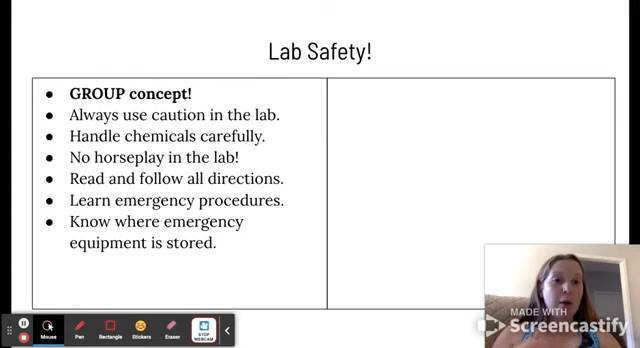 Lab Safety!
GROUP concept!
Always use caution in the lab.
Handle chemicals carefully.
No horseplay in the lab!
Read and follow all directions.
Learn emergency procedures.
Know where emergency
equipment is stored.
Mouse
Pen
Rectangle
Stickers
Eraser
STOP
WEBCAM
MADE WITH
Screencastify